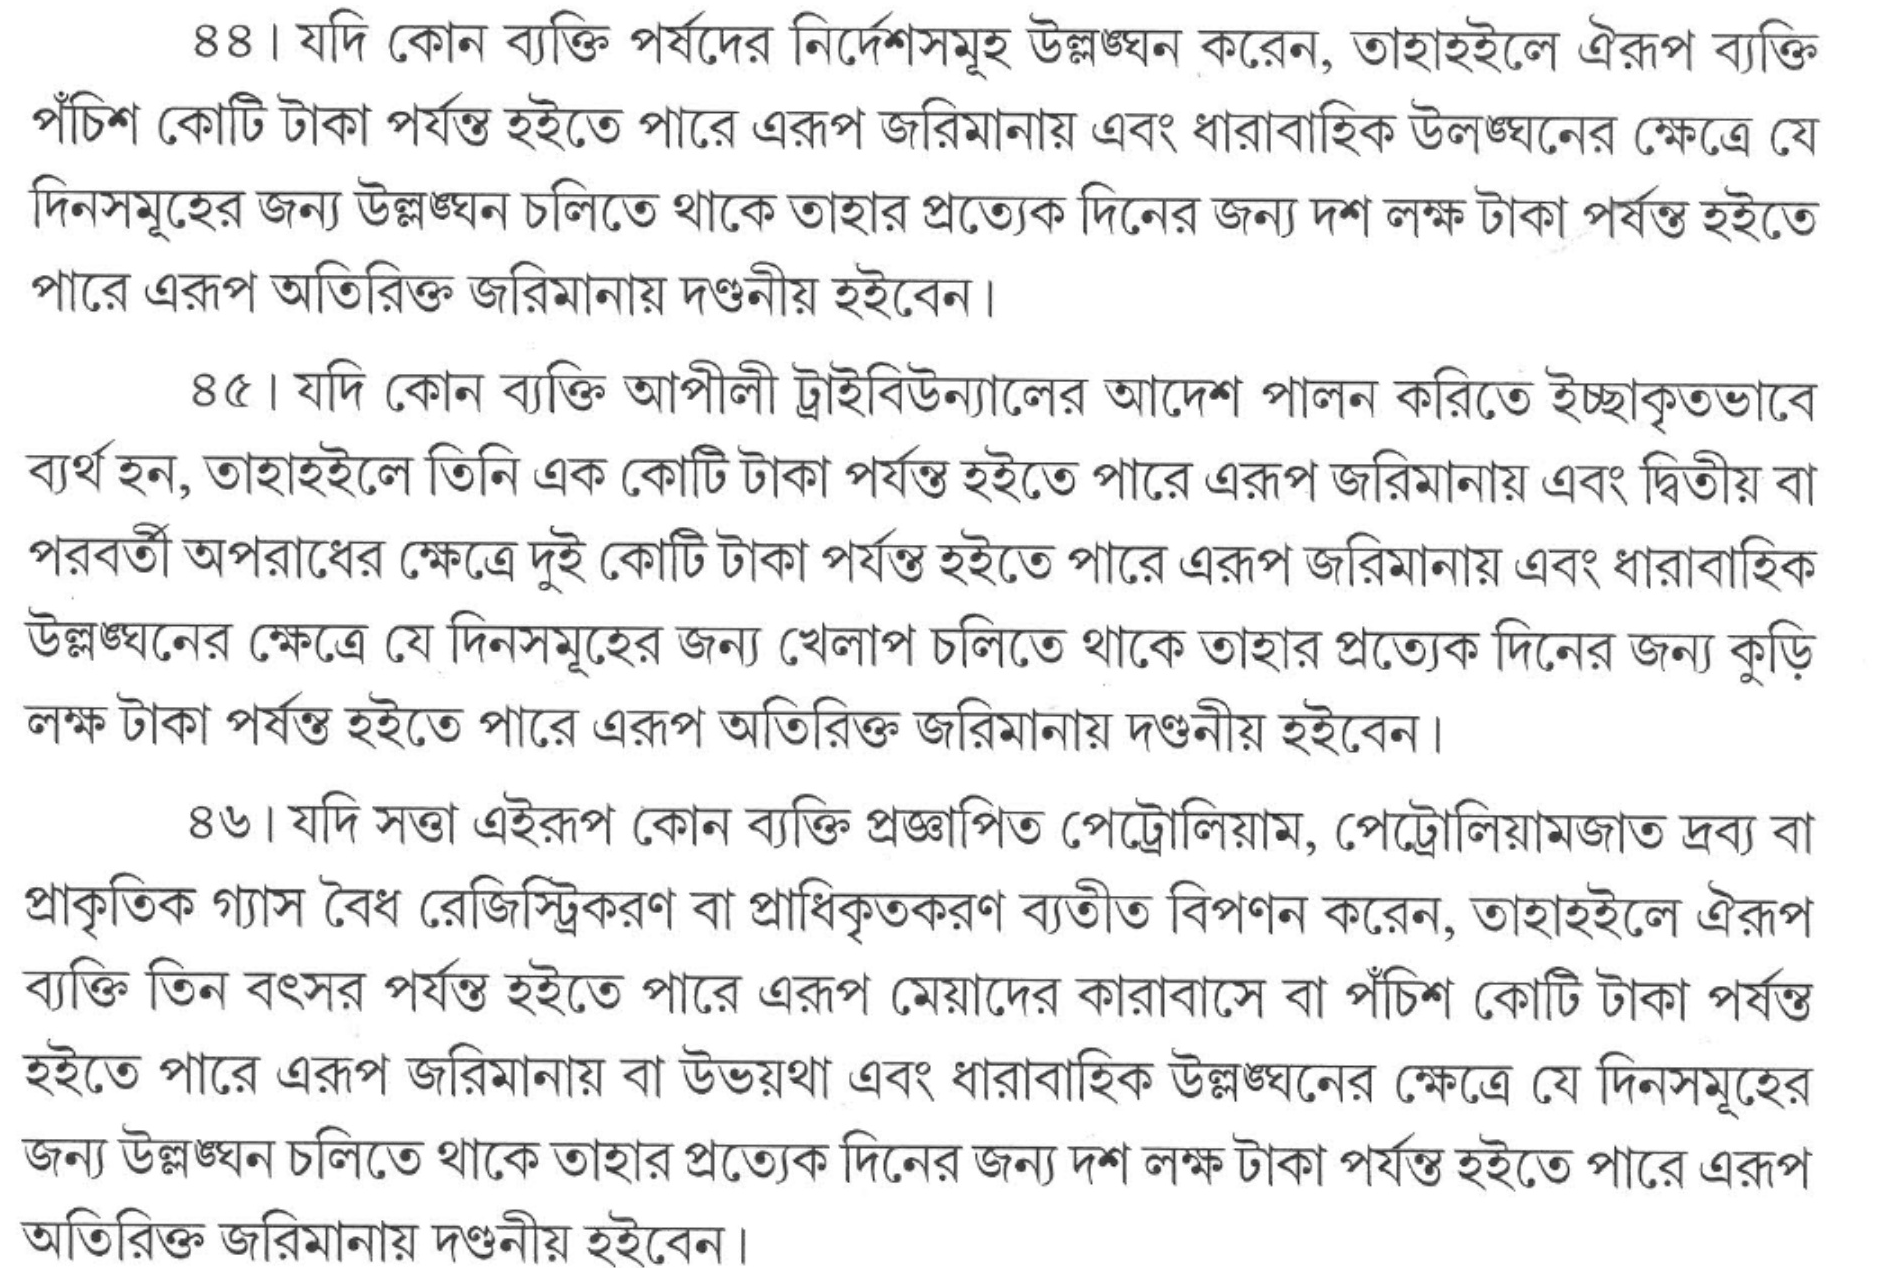 ৪৪। যদি কোন ব্যক্তি পর্ষদের নির্দেশসমূহ উল্লঙ্ঘন করেন, তাহাহইলে ঐরূপ ব্যক্তি
পঁচিশ কোটি টাকা পর্যন্ত হইতে পারে এরূপ জরিমানায় এবং ধারাবাহিক উলঙ্ঘনের ক্ষেত্রে যে
দিনসমূহের জন্য উল্লঙ্ঘন চলিতে থাকে তাহার প্রত্যেক দিনের জন্য দশ লক্ষ টাকা পর্যন্ত হইতে
পারে এরূপ অতিরিক্ত জরিমানায় দণ্ডনীয় হইবেন।
৪৫। যদি কোন ব্যক্তি আপীলী ট্রাইবিউন্যালের আদেশ পালন করিতে ইচ্ছাকৃতভাবে
ব্যর্থ হন, তাহাহইলে তিনি এক কোটি টাকা পর্যন্ত হইতে পারে এরূপ জরিমানায় এবং দ্বিতীয় বা
পরবর্তী অপরাধের ক্ষেত্রে দুই কোটি টাকা পর্যন্ত হইতে পারে এরূপ জরিমানায় এবং ধারাবাহিক
উল্লঙ্ঘনের ক্ষেত্রে যে দিনসমূহের জন্য খেলাপ চলিতে থাকে তাহার প্রত্যেক দিনের জন্য কুড়ি
লক্ষ টাকা পর্যন্ত হইতে পারে এরূপ অতিরিক্ত জরিমানায় দণ্ডনীয় হইবেন।
৪৬। যদি সত্তা এইরূপ কোন ব্যক্তি প্রজ্ঞাপিত পেট্রোলিয়াম, পেট্রোলিয়ামজাত দ্রব্য বা
প্রাকৃতিক গ্যাস বৈধ রেজিস্ট্রিকরণ বা প্রাধিকৃতকরণ ব্যতীত বিপণন করেন, তাহাহইলে ঐরূপ
ব্যক্তি তিন বৎসর পর্যন্ত হইতে পারে এরূপ মেয়াদের কারাবাসে বা পঁচিশ কোটি টাকা পর্যন্ত
হইতে পারে এরূপ জরিমানায় বা উভয়থা এবং ধারাবাহিক উল্লঙ্ঘনের ক্ষেত্রে যে দিনসমূহের
জন্য উল্লঙ্ঘন চলিতে থাকে তাহার প্রত্যেক দিনের জন্য দশ লক্ষ টাকা পর্যন্ত হইতে পারে এরূপ
অতিরিক্ত জরিমানায় দণ্ডনীয় হইবেন।